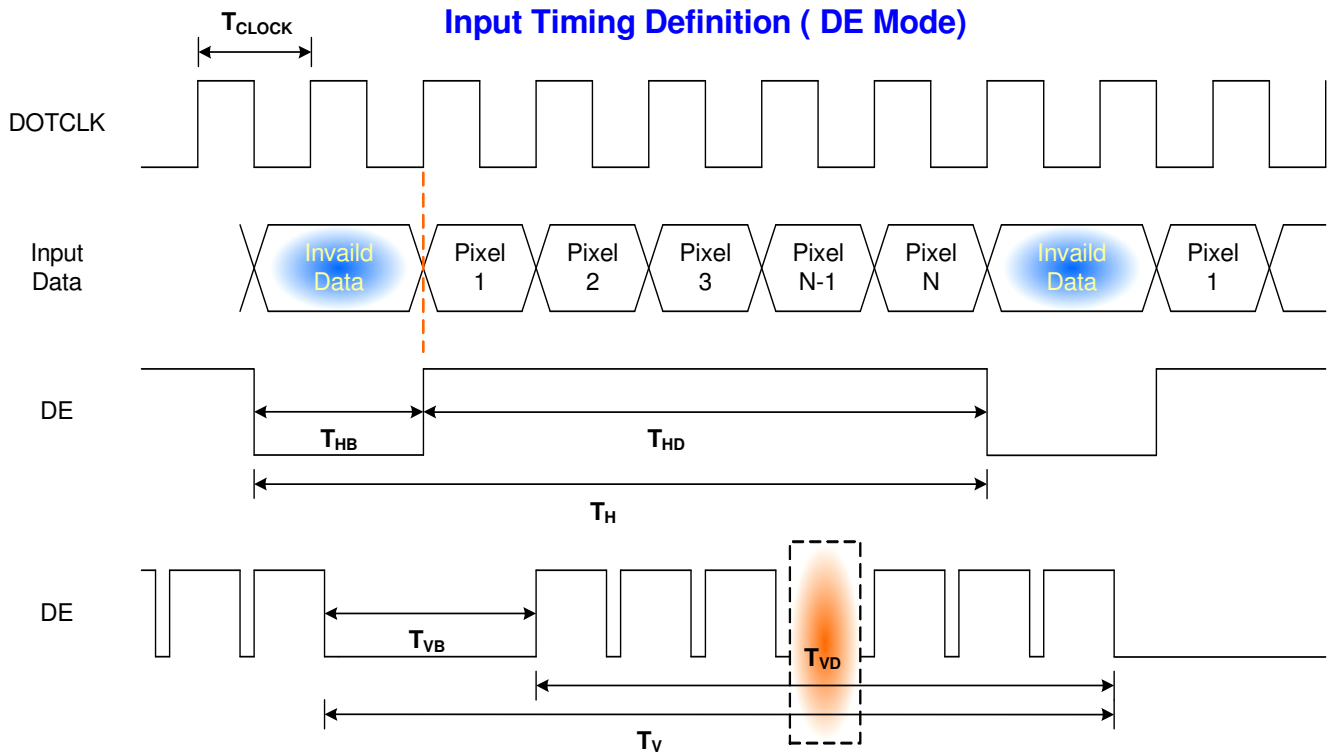 Input Timing Definition ( DE Mode)
TCLOCK
DOTCLK
Input
Data
Invaild
Data
Pixel
1
Pixel
2
Pixel
3
Pixel
N-1
Pixel
N
Invaild
Data
Pixel
1
DE
THB
THD
TH
DE
TVB
TVD
TV